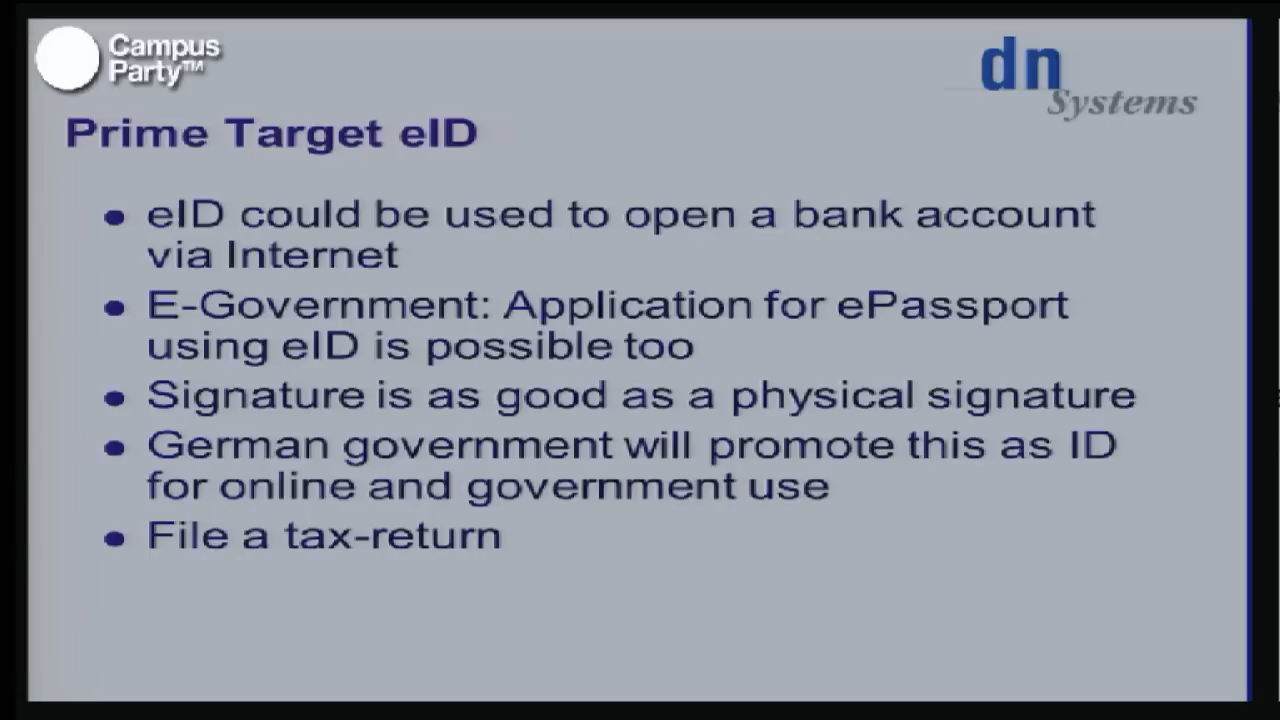 Campus
Party™
dn
Systems
Prime Target eID
• eID could be used to open a bank account
via Internet
• E-Government: Application for ePassport
using eID is possible too
• Signature is as good as a physical signature
• German government will promote this as ID
for online and government use
• File a tax-return